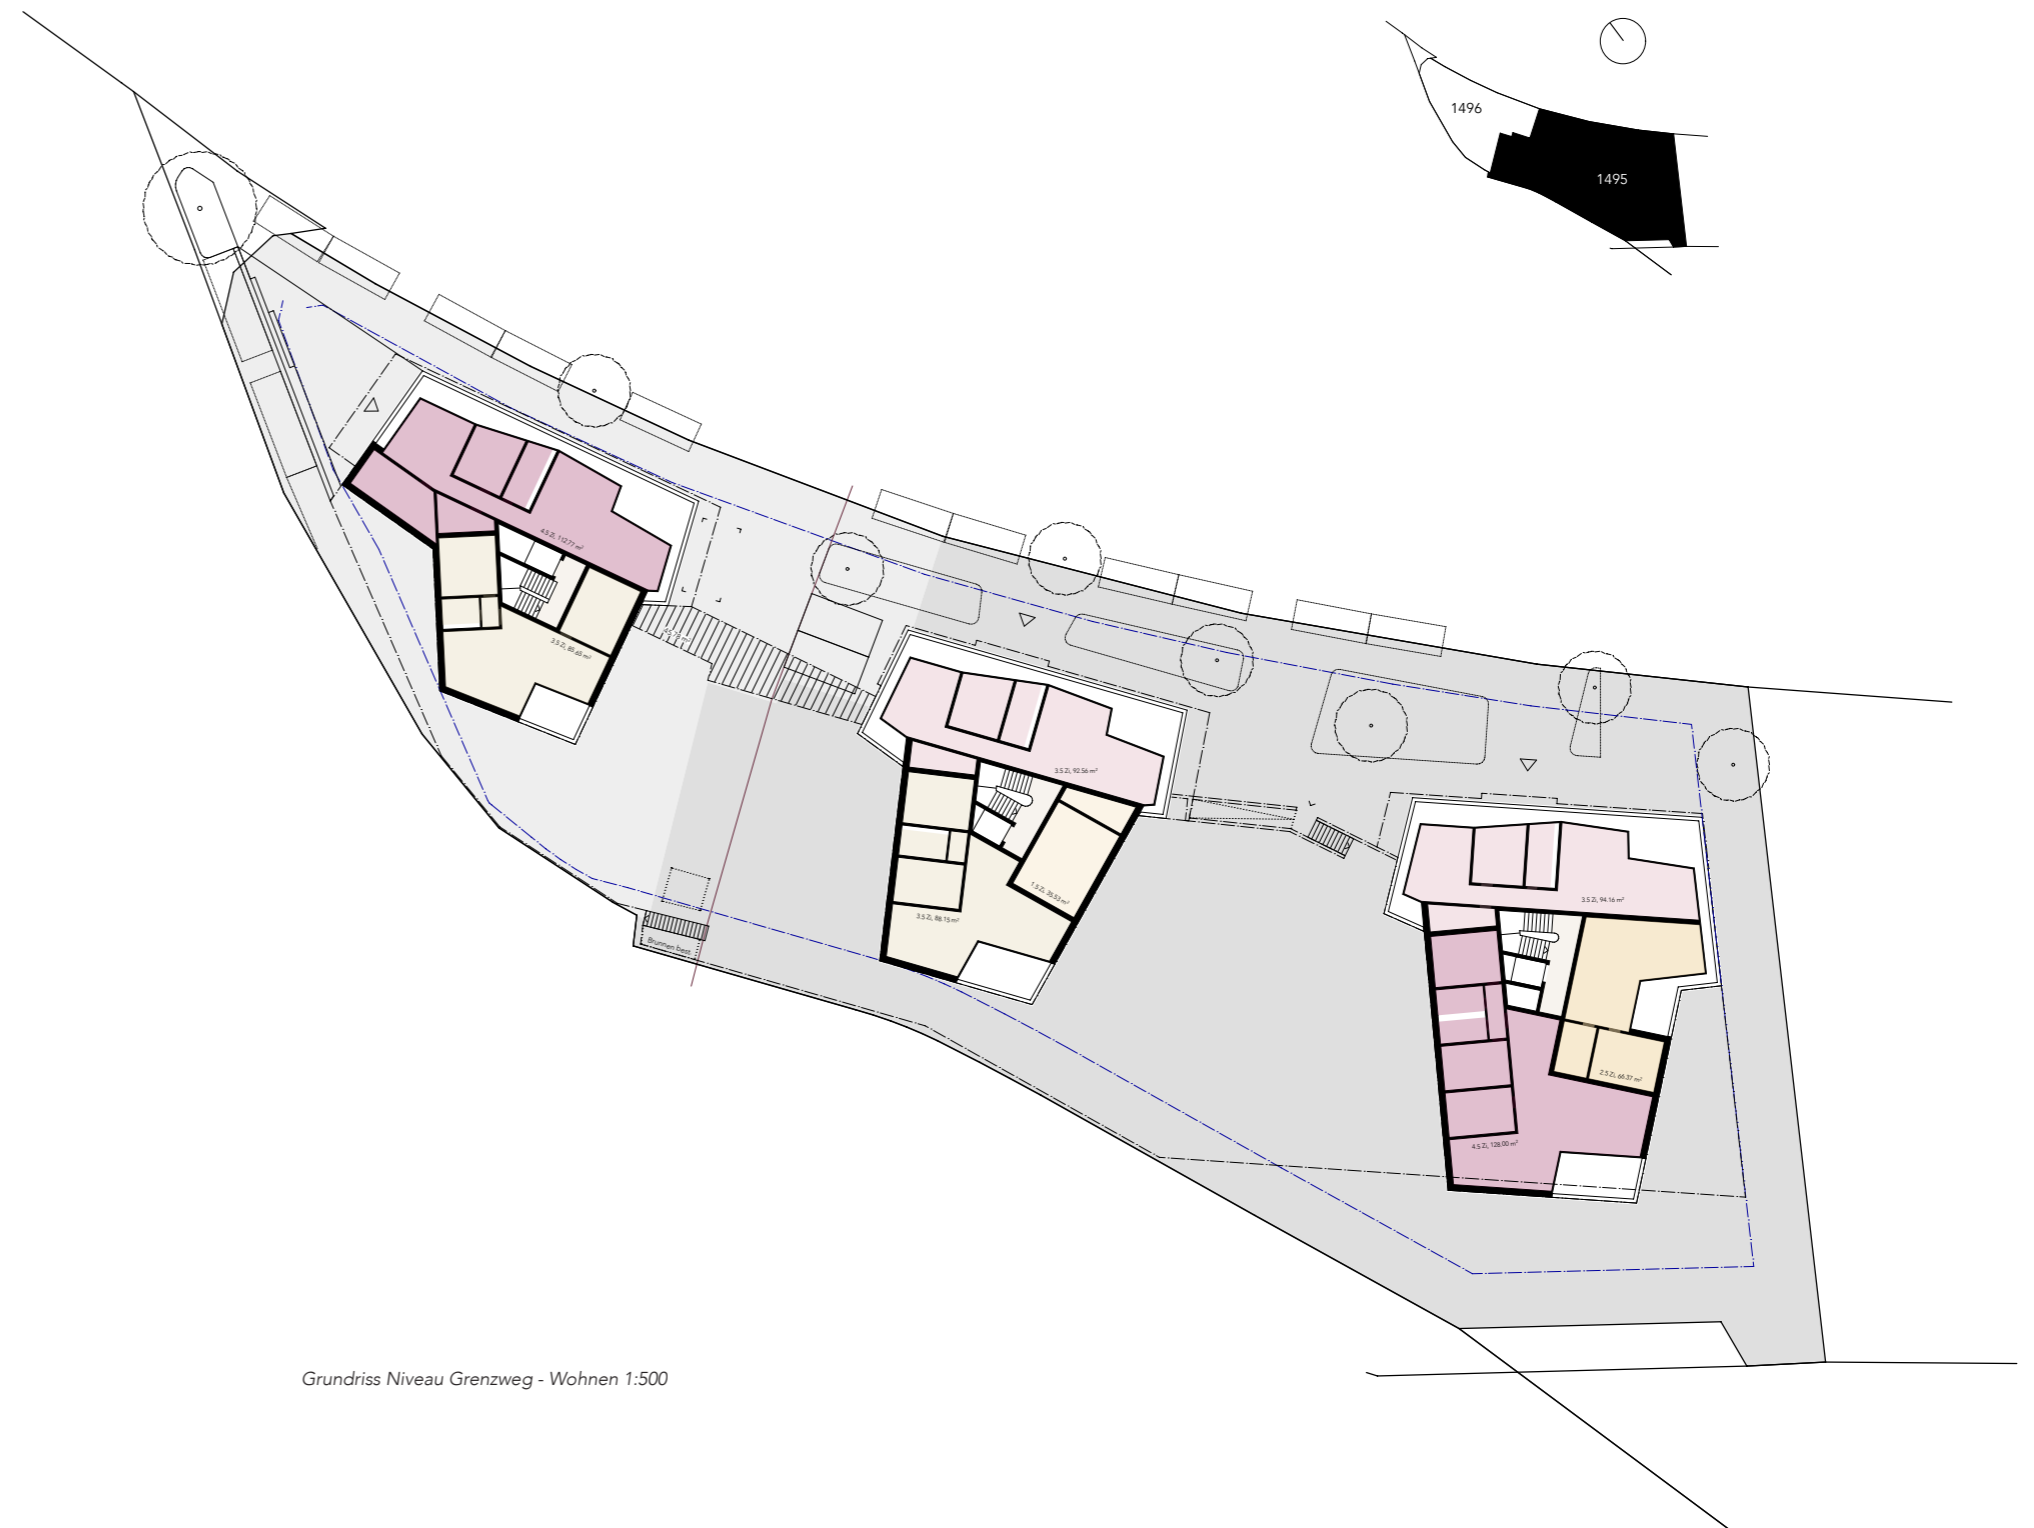 1496
1495
4.5 Zi, 112.77 m²
3.5 Zi, 85.65 m²
3.5 Zi, 92.56 m²
1.5 Zi, 35.53 m²
3.5 Zi, 88.15 m²
Brunnen best.
3.5 Zi, 94.16 m²
2.5 Zi, 66.37 m²
4.5 Zi, 128.00 m²
Grundriss Niveau Grenzweg - Wohnen 1:500